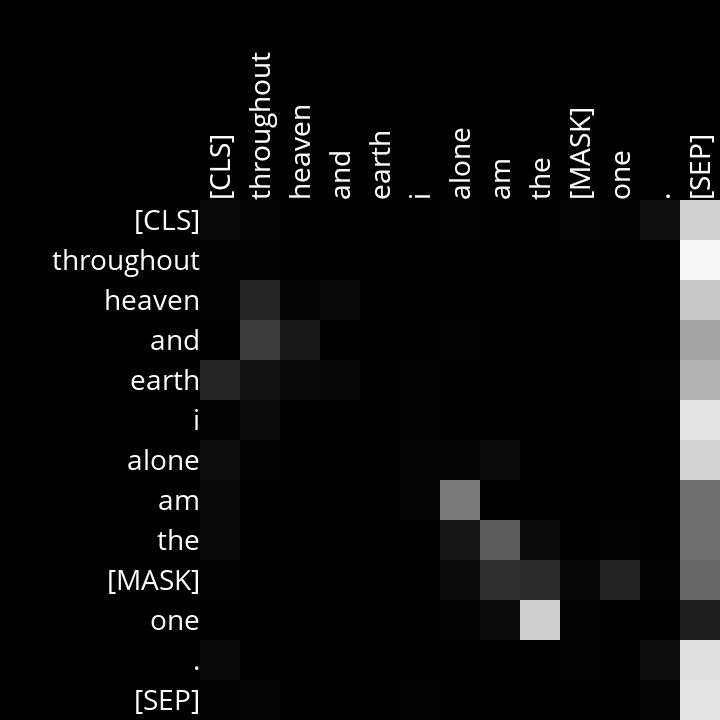 [CLS] throughout heaven and earth i alone am the [MASK] one . [SEP]
[CLS]
throughout
heaven
and
earth
i
alone
am
the
[MASK]
one
.
[SEP]